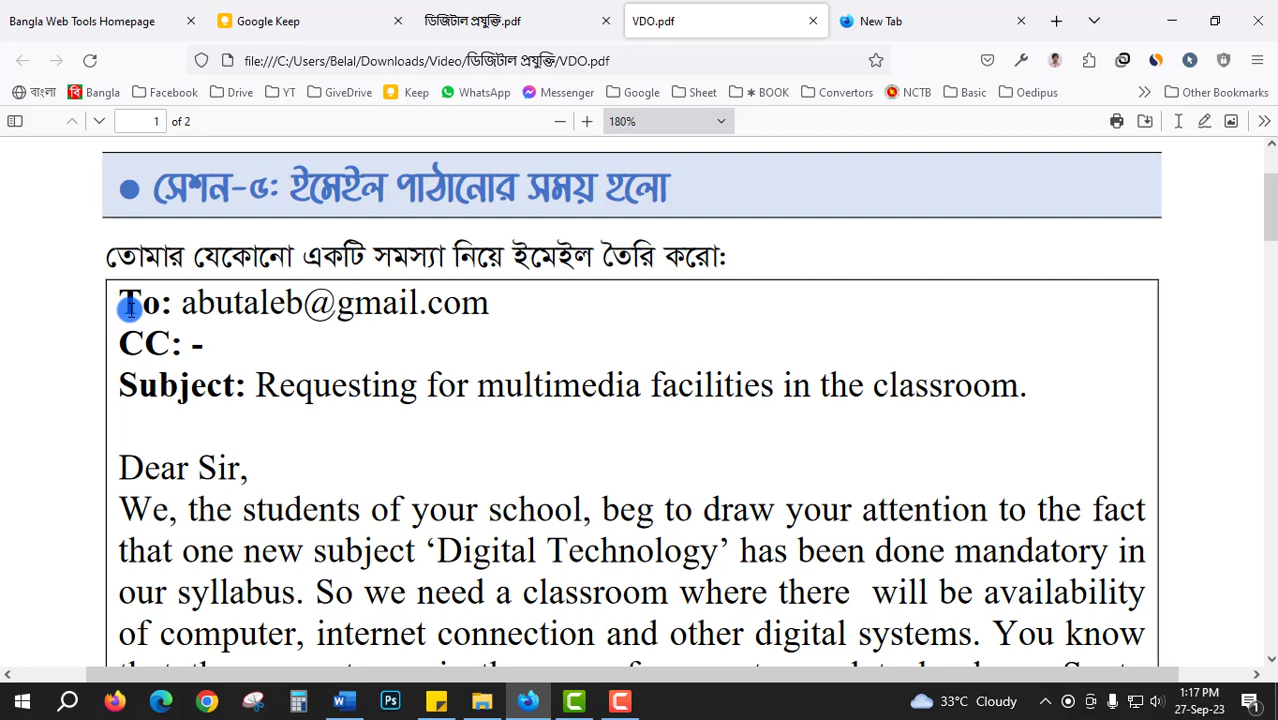 Bangla Web Tools Homepage
Google Keep
ডিজিটাল প্রযুক্তি.pdf
VDO.pdf
New Tab
file:///C:/Users/Belal/Downloads/Video/ডিজিটাল প্রযুক্তি/VDO.pdf
বাংলা
বি Bangla
Facebook
Drive
YT
GiveDrive
Keep
WhatsApp
Messenger
Google
Sheet
✱ BOOK
Convertors
NCTB
Basic
Oedipus
Other Bookmarks
1 of 2
180%
● সেশন-৫: ইমেইল পাঠানোর সময় হলো
তোমার যেকোনো একটি সমস্যা নিয়ে ইমেইল তৈরি করো:
To: abutaleb@gmail.com
CC: -
Subject: Requesting for multimedia facilities in the classroom.
Dear Sir,
We, the students of your school, beg to draw your attention to the fact
that one new subject ‘Digital Technology’ has been done mandatory in
our syllabus. So we need a classroom where there will be availability
of computer, internet connection and other digital systems. You know
33°C Cloudy
1:17 PM
27-Sep-23
1